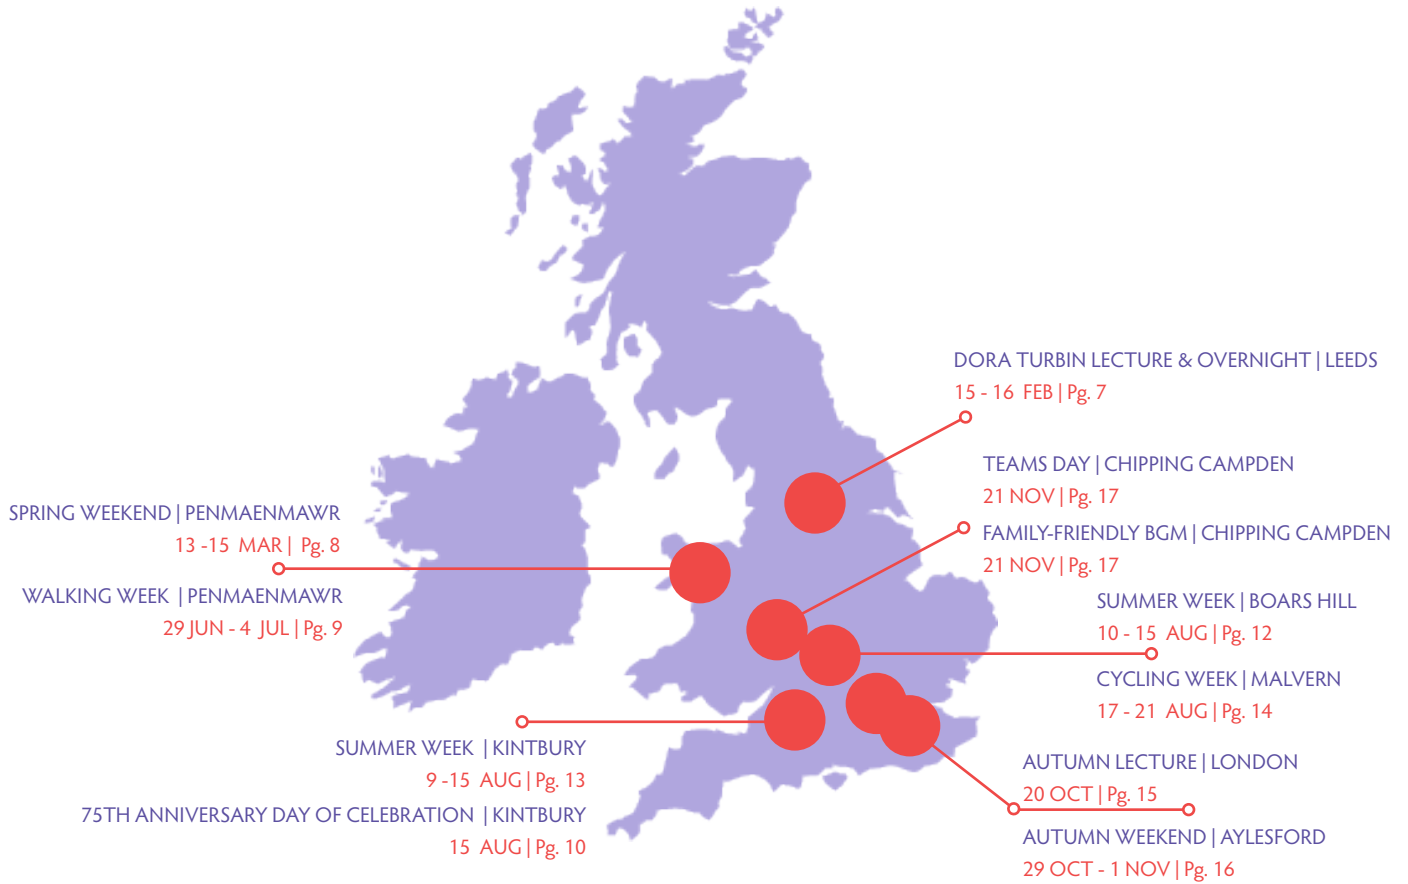 DORA TURBIN LECTURE & OVERNIGHT | LEEDS
15 - 16 FEB | Pg. 7
TEAMS DAY | CHIPPING CAMPDEN
21 NOV | Pg. 17
FAMILY-FRIENDLY BGM | CHIPPING CAMPDEN
21 NOV | Pg. 17
SPRING WEEKEND | PENMAENMAWR
13 -15 MAR | Pg. 8
WALKING WEEK | PENMAENMAWR
29 JUN - 4 JUL | Pg. 9
SUMMER WEEK | BOARS HILL
10 - 15 AUG | Pg. 12
CYCLING WEEK | MALVERN
17 - 21 AUG | Pg. 14
SUMMER WEEK | KINTBURY
9 -15 AUG | Pg. 13
75TH ANNIVERSARY DAY OF CELEBRATION | KINTBURY
15 AUG | Pg. 10
AUTUMN LECTURE | LONDON
20 OCT | Pg. 15
AUTUMN WEEKEND | AYLESFORD
29 OCT - 1 NOV | Pg. 16